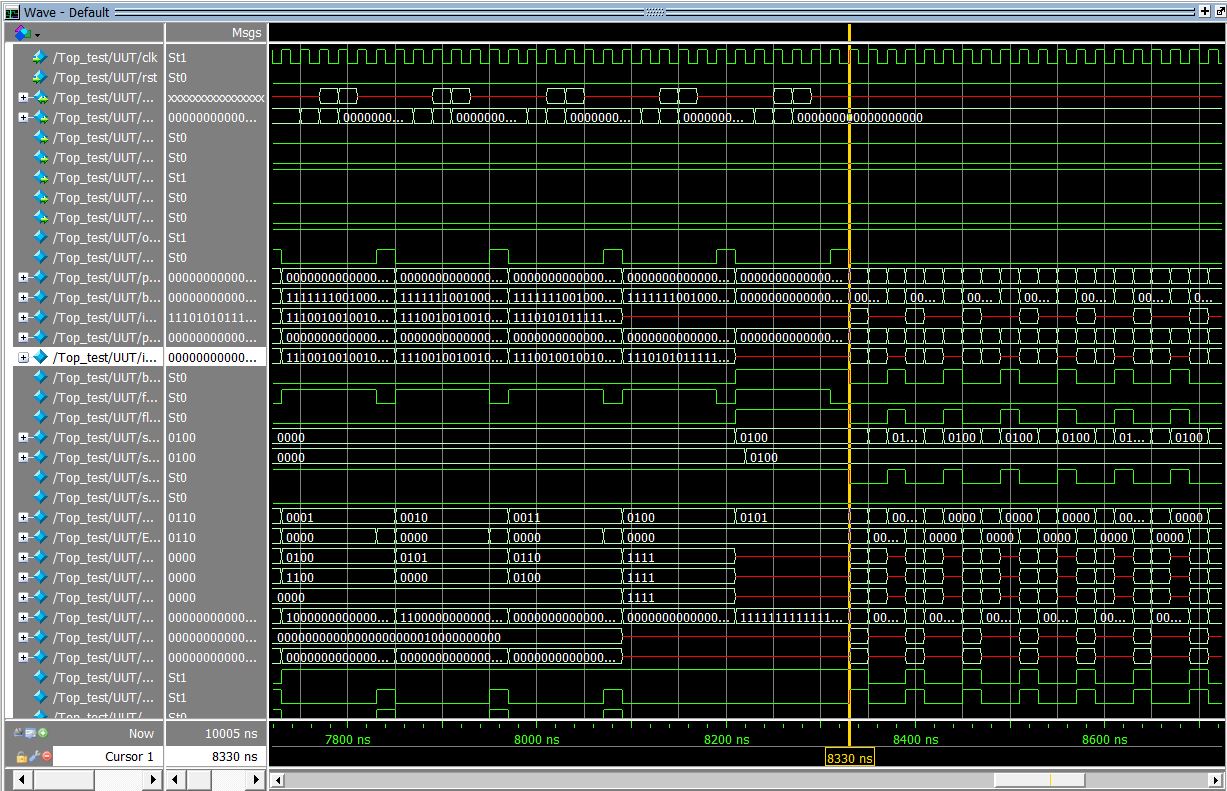 Wave - Default
Msgs
/Top_test/UUT/clk St1
/Top_test/UUT/rst St0
/Top_test/UUT/... xxxxxxxxxxxxxxxx
/Top_test/UUT/... 00000000000... 0000000... 0000000... 0000000... 0000000... 0000000000000000
/Top_test/UUT/... St0
/Top_test/UUT/... St0
/Top_test/UUT/... St1
/Top_test/UUT/... St0
/Top_test/UUT/... St0
/Top_test/UUT/o... St1
/Top_test/UUT/... St0
/Top_test/UUT/p... 00000000000... 0000000000000... 0000000000000... 0000000000000... 0000000000000... 0000000000000...
/Top_test/UUT/b... 00000000000... 1111111001000... 1111111001000... 1111111001000... 1111111001000... 0000000000000... 00... 00... 00... 00... 00... 00... 0...
/Top_test/UUT/i... 11101010111... 1110010010010... 1110010010010... 1110101011111...
/Top_test/UUT/p... 00000000000... 0000000000000... 0000000000000... 0000000000000... 0000000000000... 0000000000000...
/Top_test/UUT/i... 00000000000... 1110010010010... 1110010010010... 1110010010010... 1110101011111...
/Top_test/UUT/b... St0
/Top_test/UUT/f... St0
/Top_test/UUT/fl... St0
/Top_test/UUT/s... 0100 0000 0100 01... 0100 0100 0100 01... 0100
/Top_test/UUT/s... 0100 0000 0100
/Top_test/UUT/s... St0
/Top_test/UUT/s... St0
/Top_test/UUT/... 0110 0001 0010 0011 0100 0101 00... 0000 0000 0000 00... 0000
/Top_test/UUT/E... 0110 0000 0000 0000 0000 00... 0000 0000 0000 0000 0000
/Top_test/UUT/... 0000 0100 0101 0110 1111
/Top_test/UUT/... 0000 1100 0000 0100 1111
/Top_test/UUT/... 0000 0000 1111
/Top_test/UUT/... 00000000000... 1000000000000... 1100000000000... 0000000000000... 0000000000000... 1111111111111... 00... 00... 00... 00... 00... 00...
/Top_test/UUT/... 00000000000... 00000000000000000000010000000000
/Top_test/UUT/... 00000000000... 0000000000000... 0000000000000... 0000000000000...
/Top_test/UUT/... St1
/Top_test/UUT/... St1
Now 10005 ns 7800 ns 8000 ns 8200 ns 8400 ns 8600 ns
Cursor 1 8330 ns 8330 ns